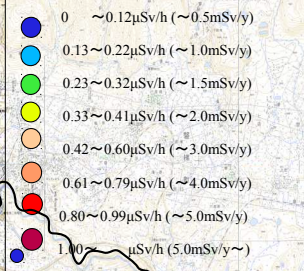 0 ～0.12μSv/h (～0.5mSv/y)
0.13～0.22μSv/h (～1.0mSv/y)
0.23～0.32μSv/h (～1.5mSv/y)
0.33～0.41μSv/h (～2.0mSv/y)
0.42～0.60μSv/h (～3.0mSv/y)
0.61～0.79μSv/h (～4.0mSv/y)
0.80～0.99μSv/h (～5.0mSv/y)
1.00～ μSv/h (5.0mSv/y～)